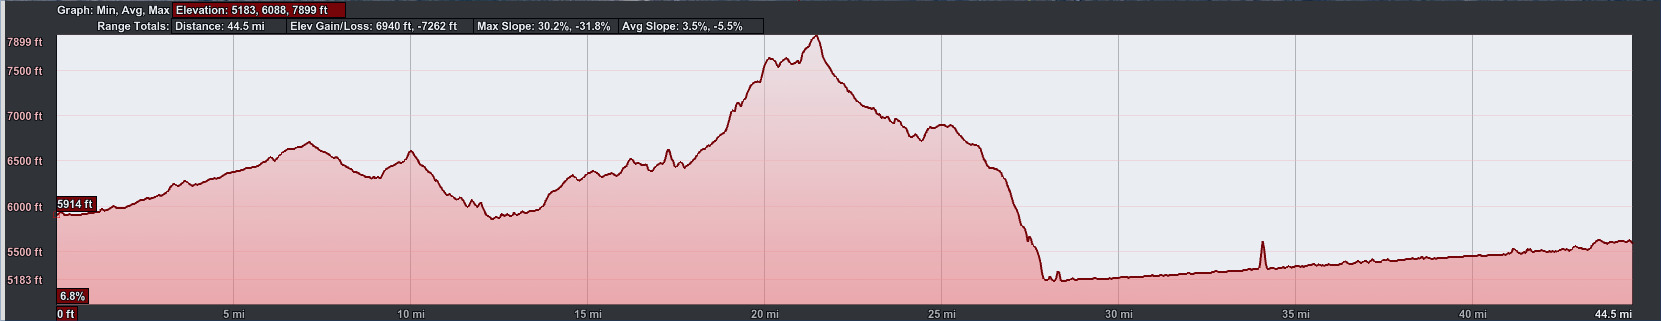 Graph: Min, Avg, Max Elevation: 5183, 6088, 7899 ft
Range Totals: Distance: 44.5 mi Elev Gain/Loss: 6940 ft, -7262 ft Max Slope: 30.2%, -31.8% Avg Slope: 3.5%, -5.5%
7899 ft
7500 ft
7000 ft
6500 ft
5914 ft
6000 ft
5500 ft
5183 ft
6.8%
0 ft 5 mi 10 mi 15 mi 20 mi 25 mi 30 mi 35 mi 40 mi 44.5 mi